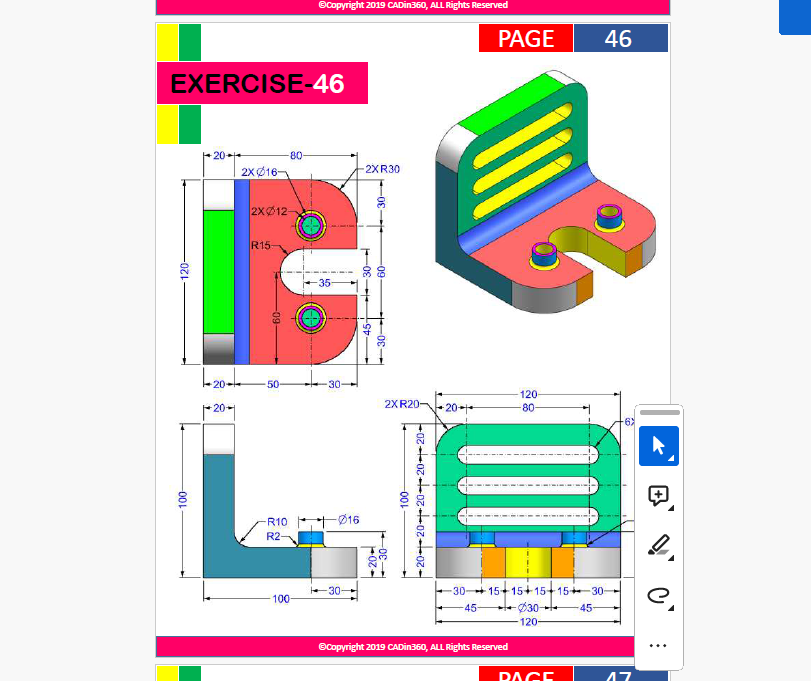 ©Copyright 2019 CADin360, ALL Rights Reserved
PAGE 46
EXERCISE-46
20 80
2X Ø16 2X R30
2X Ø12
30
R15
120
35 30 60
60
45
30
20 50 30
20
100
R10 Ø16
R2
20 30
30
100
120
2X R20 20 80
6X
20
20
100
20
20
20
30 15 15 15 15 30
45 Ø30 45
120
©Copyright 2019 CADin360, ALL Rights Reserved
PAGE 47